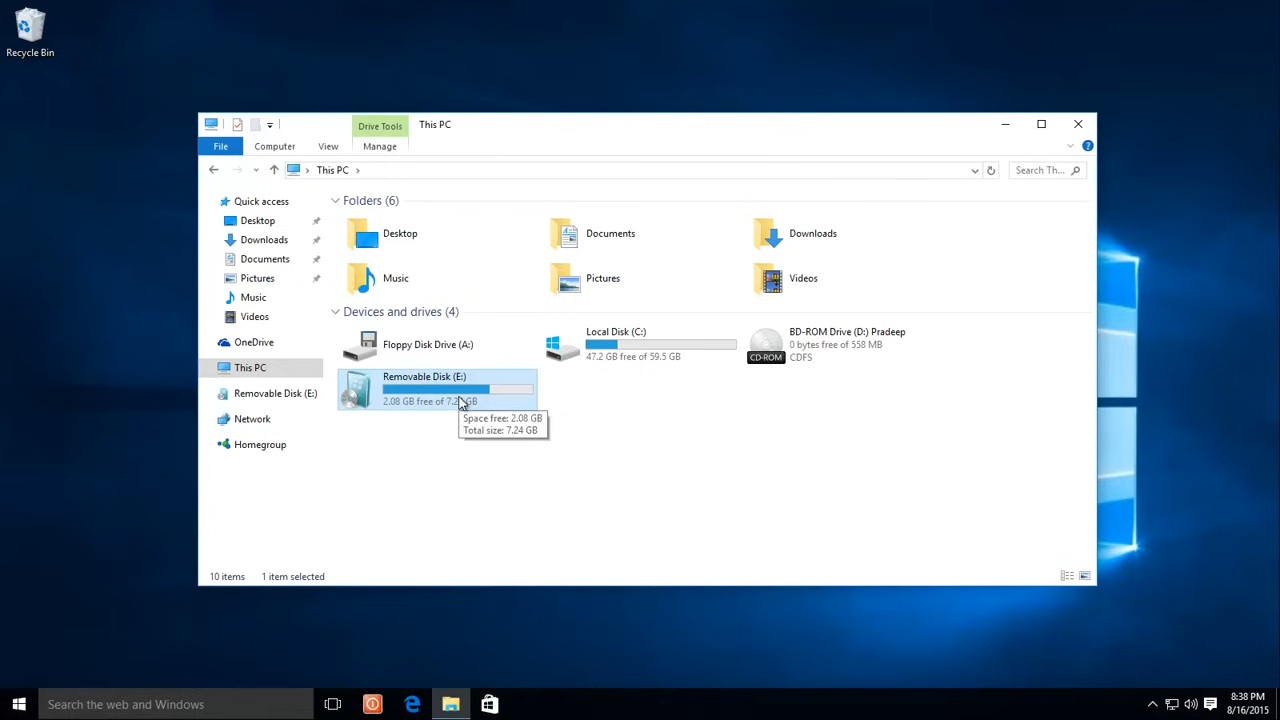 Recycle Bin
Drive Tools
This PC
File
Computer
View
Manage
This PC
Search Th...
Quick access
Desktop
Downloads
Documents
Pictures
Music
Videos
OneDrive
This PC
Removable Disk (E:)
Network
Homegroup
Folders (6)
Desktop
Documents
Downloads
Music
Pictures
Videos
Devices and drives (4)
Floppy Disk Drive (A:)
Local Disk (C:)
47.2 GB free of 59.5 GB
BD-ROM Drive (D:) Pradeep
0 bytes free of 558 MB
CDFS
CD-ROM
Removable Disk (E:)
2.08 GB free of 7.2 GB
Space free: 2.08 GB
Total size: 7.24 GB
10 items
1 item selected
Search the web and Windows
8:38 PM
8/16/2015